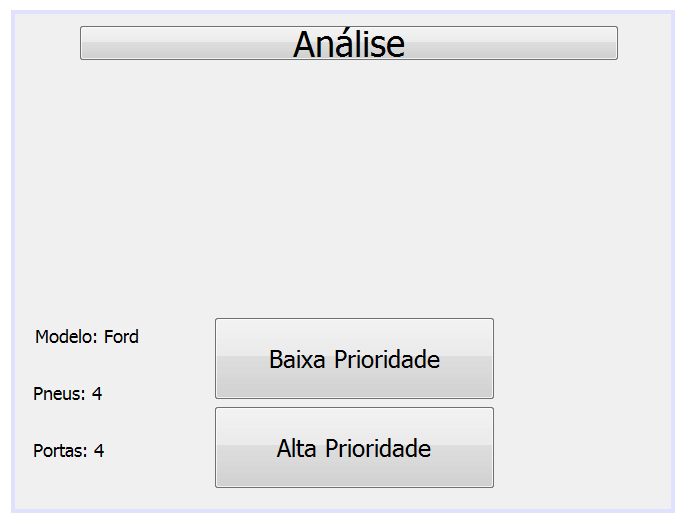 Análise
Modelo: Ford
Baixa Prioridade
Pneus: 4
Alta Prioridade
Portas: 4